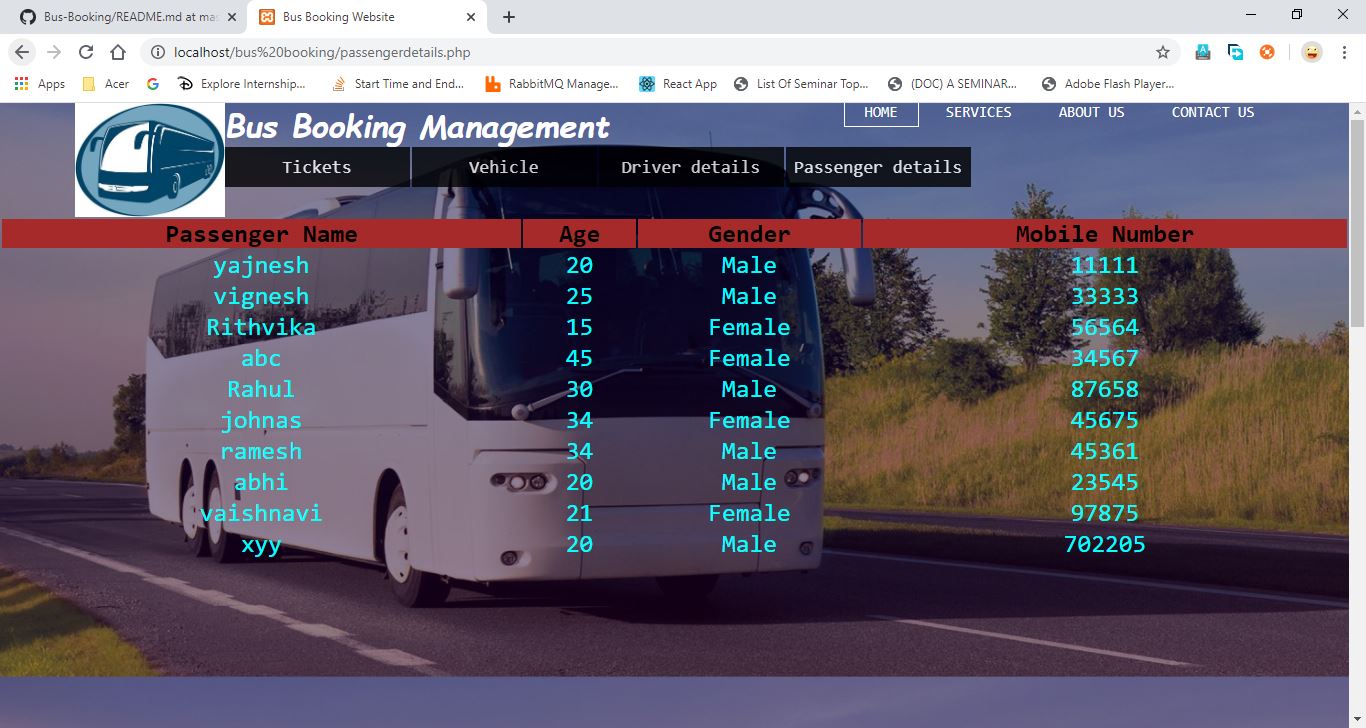 Bus-Booking/README.md at mas
Bus Booking Website
localhost/bus%20booking/passengerdetails.php
Apps Acer Explore Internship... Start Time and End... RabbitMQ Manage... React App List Of Seminar Top... (DOC) A SEMINAR... Adobe Flash Player...
HOME SERVICES ABOUT US CONTACT US
Bus Booking Management
Tickets Vehicle Driver details Passenger details
Passenger Name Age Gender Mobile Number
yajnesh 20 Male 11111
vignesh 25 Male 33333
Rithvika 15 Female 56564
abc 45 Female 34567
Rahul 30 Male 87658
johnas 34 Female 45675
ramesh 34 Male 45361
abhi 20 Male 23545
vaishnavi 21 Female 97875
xyy 20 Male 702205